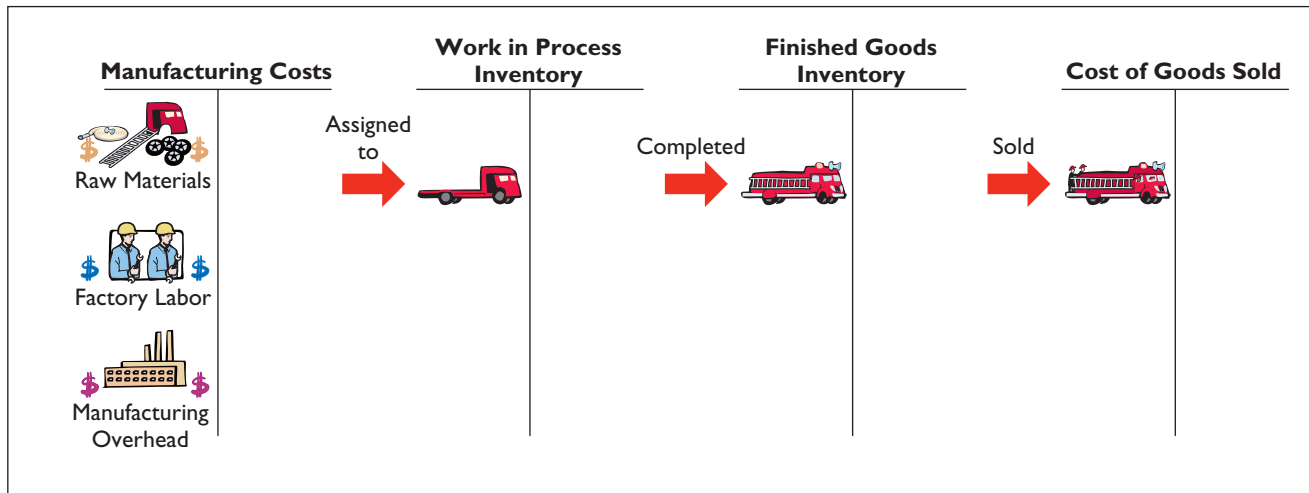 Manufacturing Costs
Work in Process
Inventory
Finished Goods
Inventory
Cost of Goods Sold
$ $
Raw Materials
$ $
Factory Labor
$ $
Manufacturing
Overhead
Assigned
to
Completed
Sold